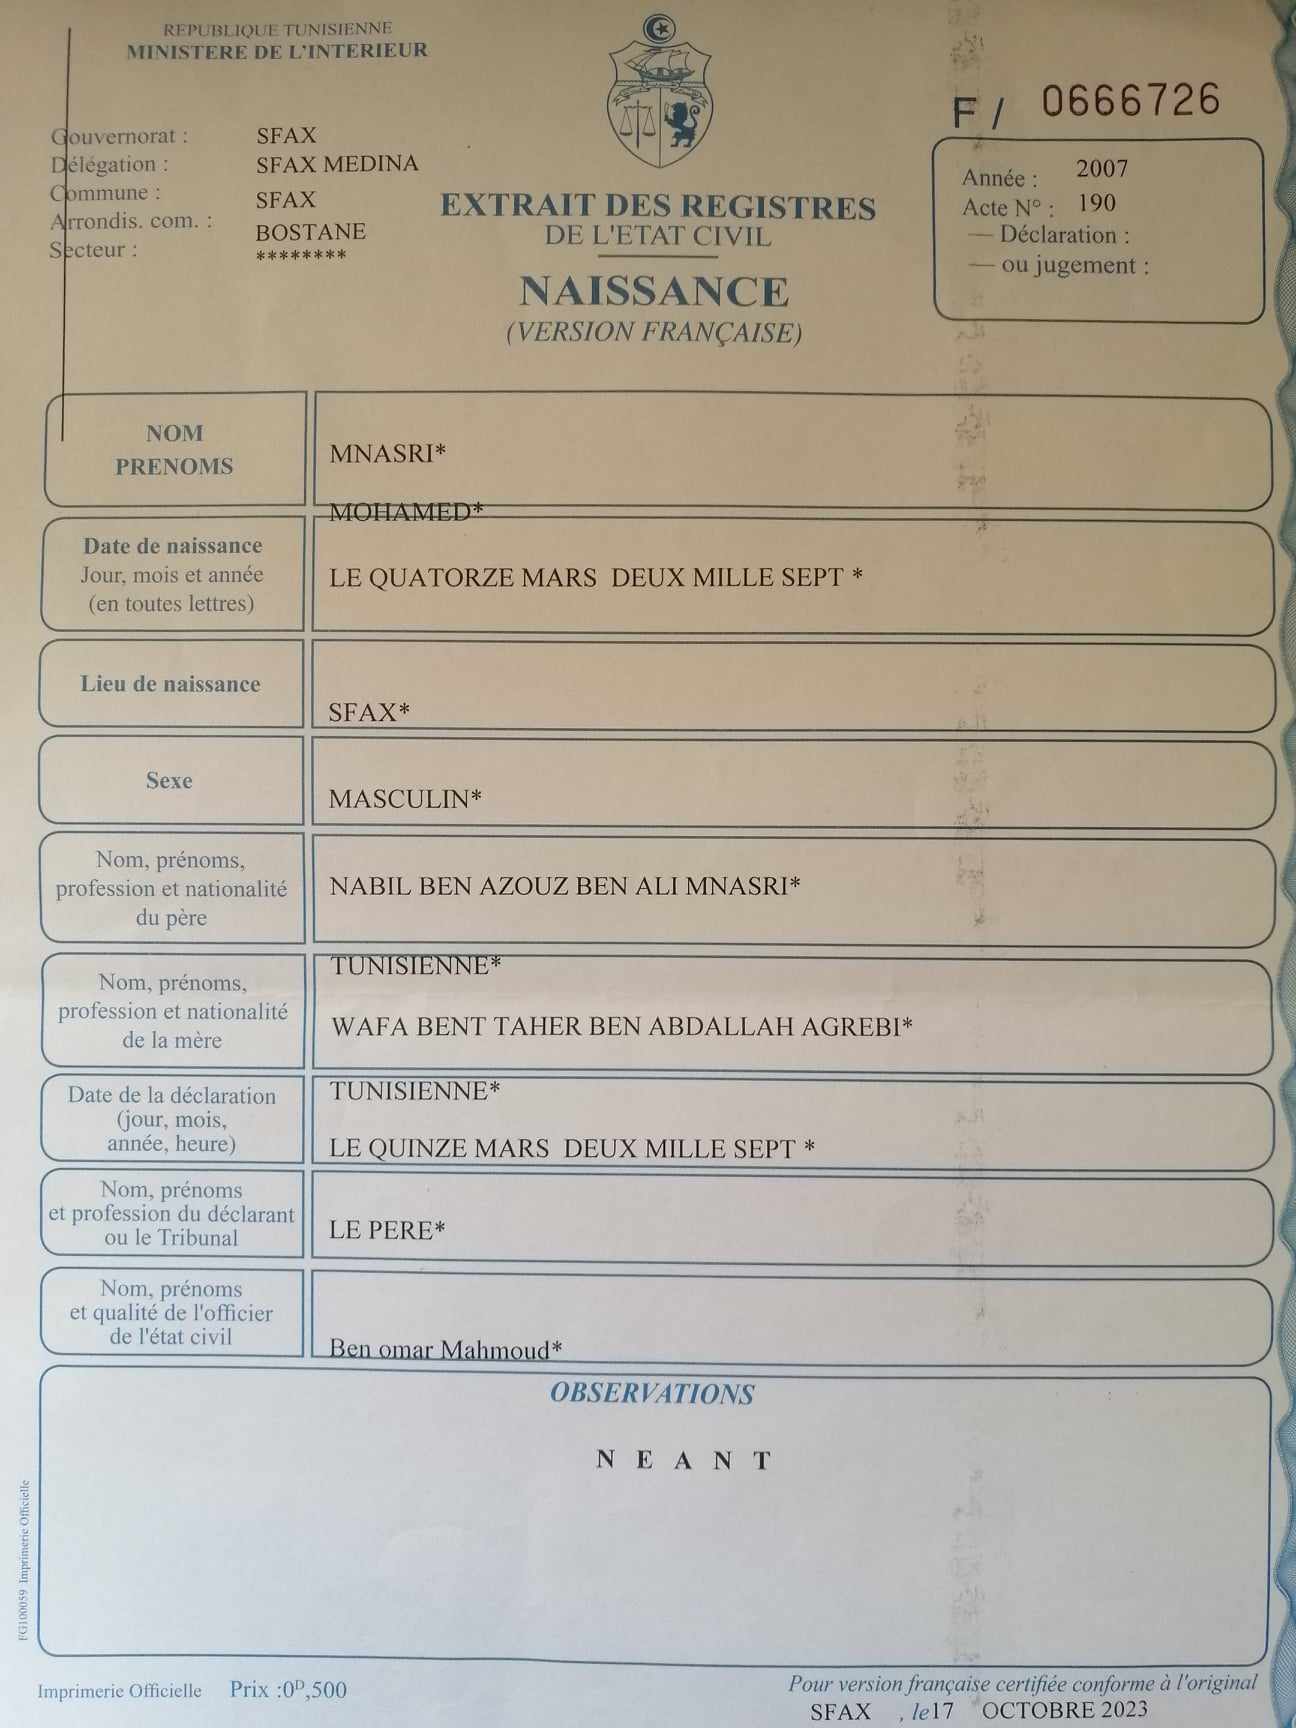 REPUBLIQUE TUNISIENNE
MINISTERE DE L'INTERIEUR
F / 0666726
Gouvernorat : SFAX
Délégation : SFAX MEDINA
Commune : SFAX
Arrondis. com. : BOSTANE
Secteur : ********
EXTRAIT DES REGISTRES
DE L'ETAT CIVIL
NAISSANCE
(VERSION FRANÇAISE)
Année : 2007
Acte N° : 190
— Déclaration :
— ou jugement :
NOM
PRENOMS
MNASRI*
MOHAMED*
Date de naissance
Jour, mois et année
(en toutes lettres)
LE QUATORZE MARS DEUX MILLE SEPT *
Lieu de naissance
SFAX*
Sexe
MASCULIN*
Nom, prénoms,
profession et nationalité
du père
NABIL BEN AZOUZ BEN ALI MNASRI*
TUNISIENNE*
Nom, prénoms,
profession et nationalité
de la mère
WAFA BENT TAHER BEN ABDALLAH AGREBI*
TUNISIENNE*
Date de la déclaration
(jour, mois,
année, heure)
LE QUINZE MARS DEUX MILLE SEPT *
Nom, prénoms
et profession du déclarant
ou le Tribunal
LE PERE*
Nom, prénoms
et qualité de l'officier
de l'état civil
Ben omar Mahmoud*
OBSERVATIONS
N E A N T
FG100059 Imprimerie Officielle
Imprimerie Officielle Prix :0D,500
Pour version française certifiée conforme à l'original
SFAX , le 17 OCTOBRE 2023